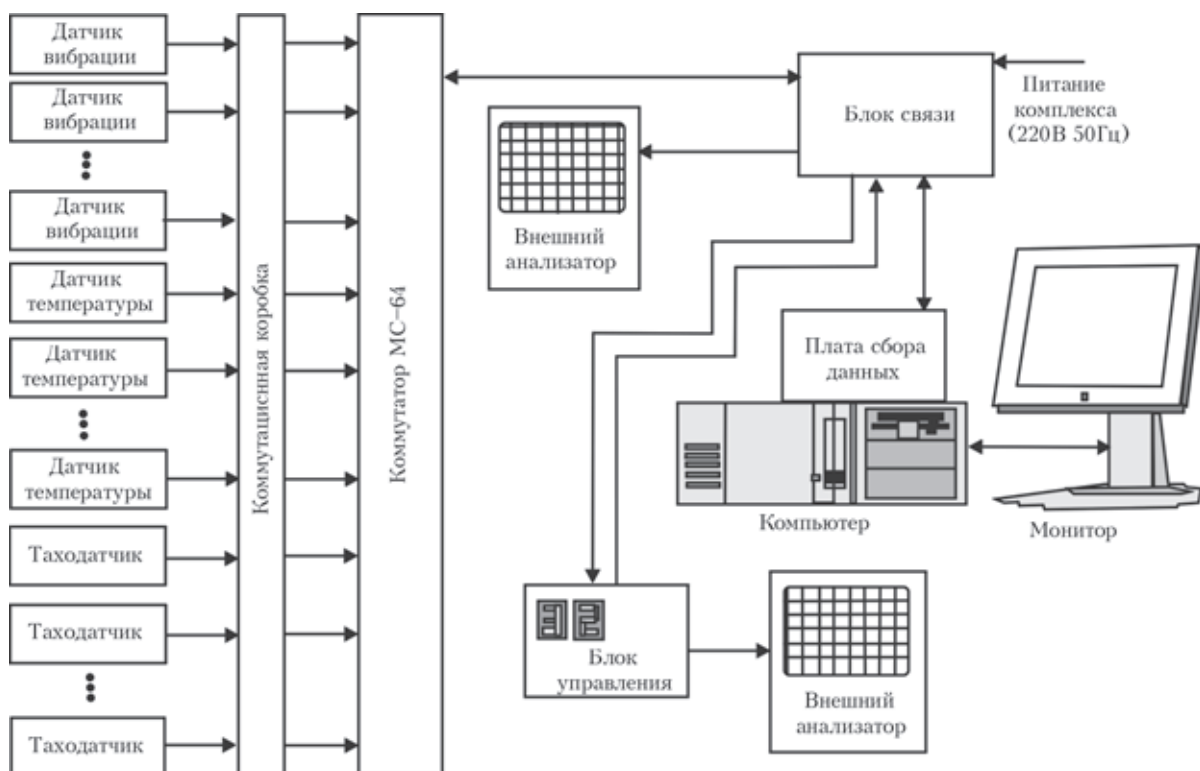 Датчик
вибрации
Датчик
вибрации
Датчик
вибрации
Датчик
температуры
Датчик
температуры
Датчик
температуры
Таходатчик
Таходатчик
Таходатчик
Коммутациснная коробка
Коммутатор МС-64
Блок связи
Питание
комплекса
(220В 50Гц)
Внешний
анализатор
Плата сбора
данных
Компьютер
Монитор
Блок
управления
Внешний
анализатор